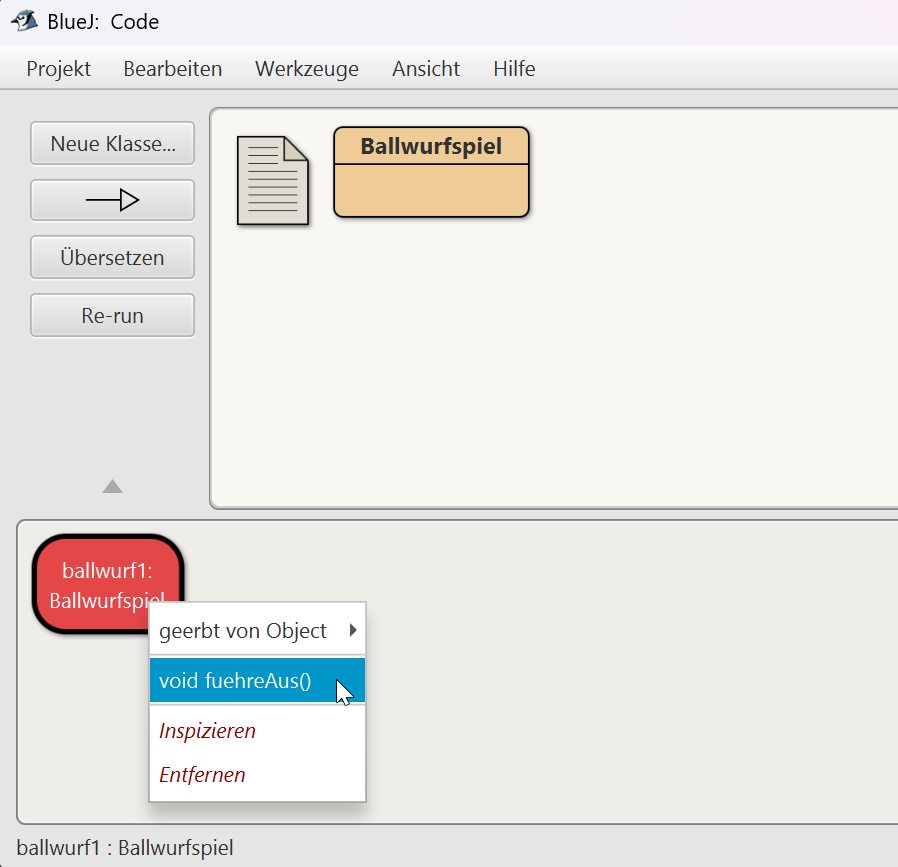 BlueJ: Code
Projekt Bearbeiten Werkzeuge Ansicht Hilfe
Neue Klasse...
Übersetzen
Re-run
Ballwurfspiel
ballwurf1:
Ballwurfspiel
geerbt von Object
void fuehreAus()
Inspizieren
Entfernen
ballwurf1 : Ballwurfspiel